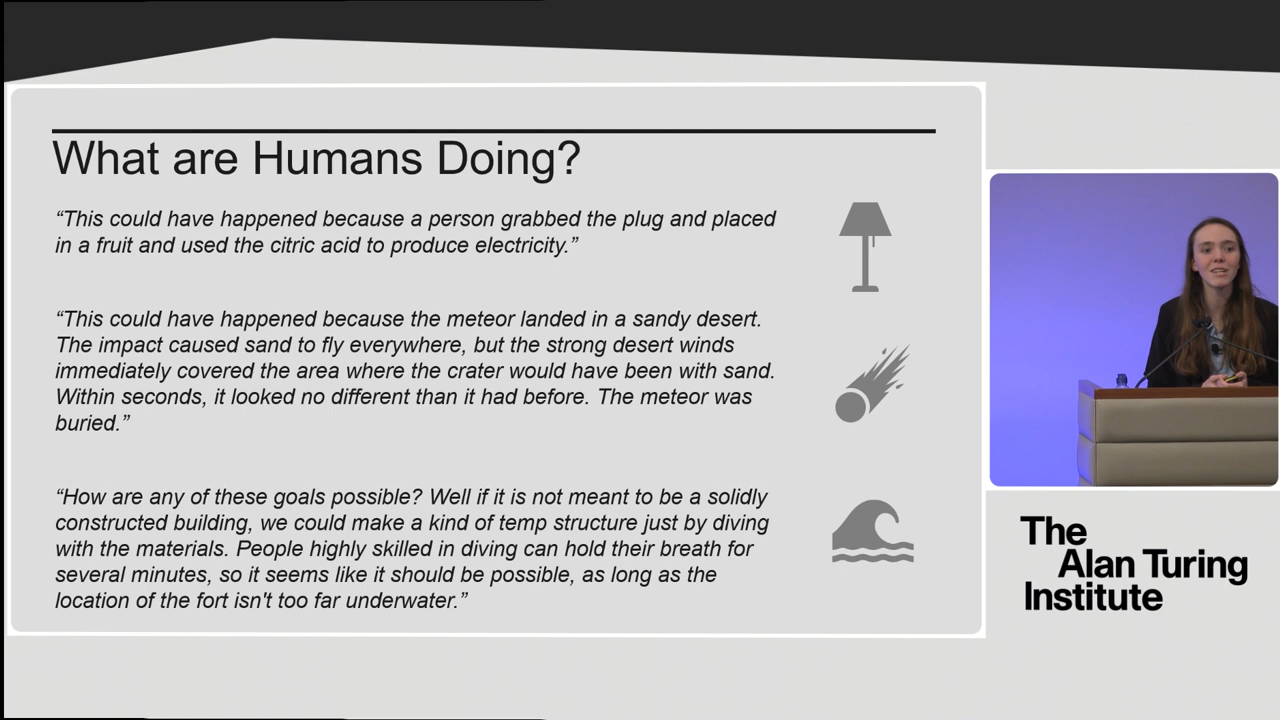 What are Humans Doing?
“This could have happened because a person grabbed the plug and placed
in a fruit and used the citric acid to produce electricity.”
“This could have happened because the meteor landed in a sandy desert.
The impact caused sand to fly everywhere, but the strong desert winds
immediately covered the area where the crater would have been with sand.
Within seconds, it looked no different than it had before. The meteor was
buried.”
“How are any of these goals possible? Well if it is not meant to be a solidly
constructed building, we could make a kind of temp structure just by diving
with the materials. People highly skilled in diving can hold their breath for
several minutes, so it seems like it should be possible, as long as the
location of the fort isn't too far underwater.”
The
Alan Turing
Institute